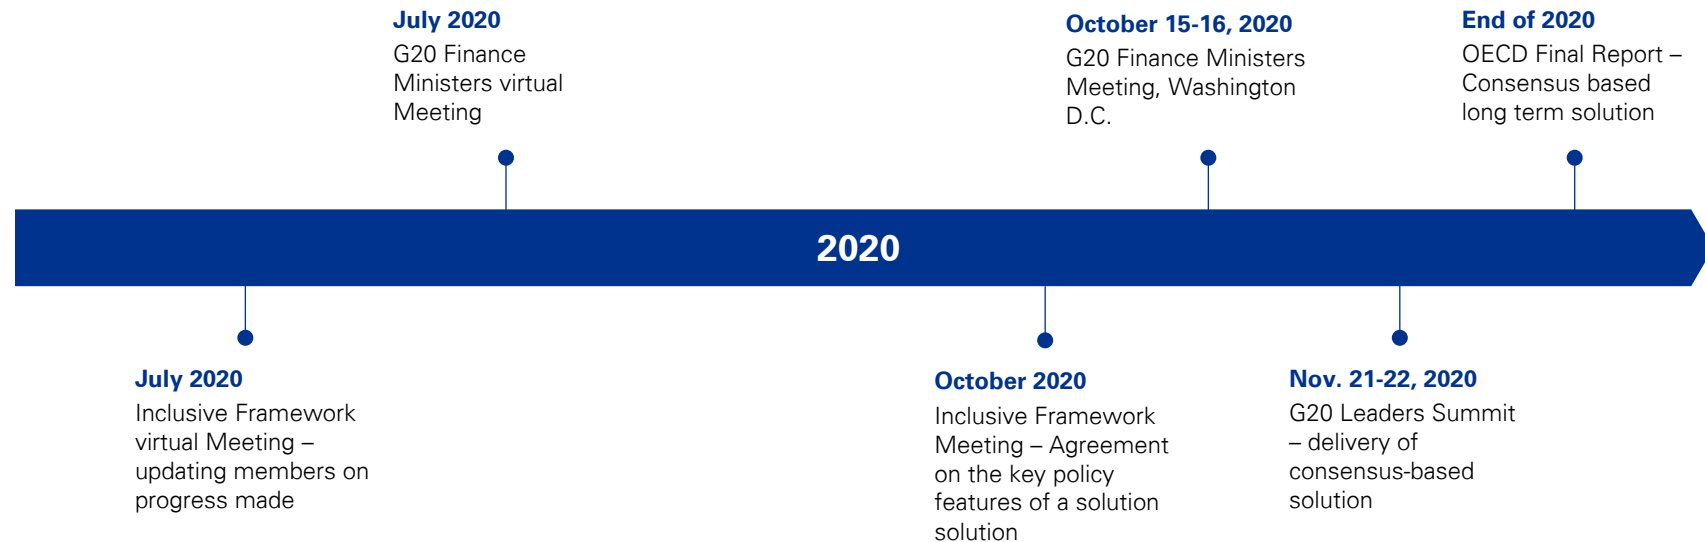 July 2020
G20 Finance
Ministers virtual
Meeting
October 15-16, 2020
G20 Finance Ministers
Meeting, Washington
D.C.
End of 2020
OECD Final Report –
Consensus based
long term solution
2020
July 2020
Inclusive Framework
virtual Meeting –
updating members on
progress made
October 2020
Inclusive Framework
Meeting – Agreement
on the key policy
features of a solution
solution
Nov. 21-22, 2020
G20 Leaders Summit
– delivery of
consensus-based
solution